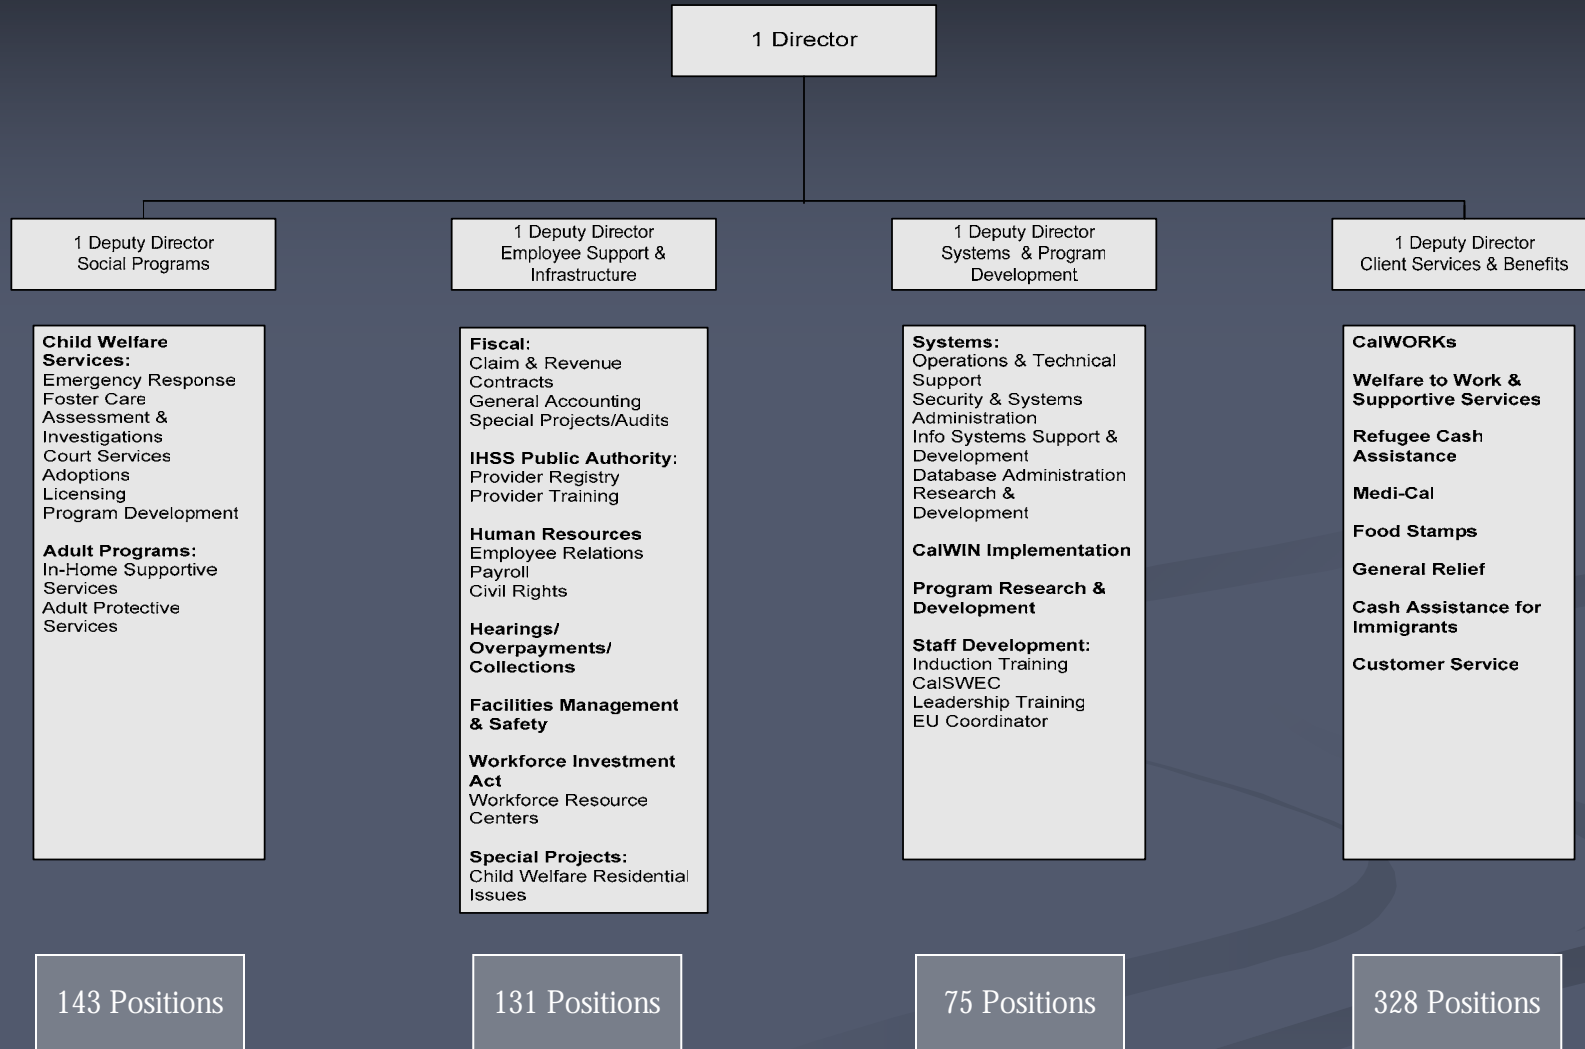 1 Director
1 Deputy Director
Social Programs
1 Deputy Director
Employee Support &
Infrastructure
1 Deputy Director
Systems & Program
Development
1 Deputy Director
Client Services & Benefits
Child Welfare
Services:
Emergency Response
Foster Care
Assessment &
Investigations
Court Services
Adoptions
Licensing
Program Development
Adult Programs:
In-Home Supportive
Services
Adult Protective
Services
Fiscal:
Claim & Revenue
Contracts
General Accounting
Special Projects/Audits
IHSS Public Authority:
Provider Registry
Provider Training
Human Resources
Employee Relations
Payroll
Civil Rights
Hearings/
Overpayments/
Collections
Facilities Management
& Safety
Workforce Investment
Act
Workforce Resource
Centers
Special Projects:
Child Welfare Residential
Issues
Systems:
Operations & Technical
Support
Security & Systems
Administration
Info Systems Support &
Development
Database Administration
Research &
Development
CalWIN Implementation
Program Research &
Development
Staff Development:
Induction Training
CalSWEC
Leadership Training
EU Coordinator
CalWORKs
Welfare to Work &
Supportive Services
Refugee Cash
Assistance
Medi-Cal
Food Stamps
General Relief
Cash Assistance for
Immigrants
Customer Service
143 Positions
131 Positions
75 Positions
328 Positions